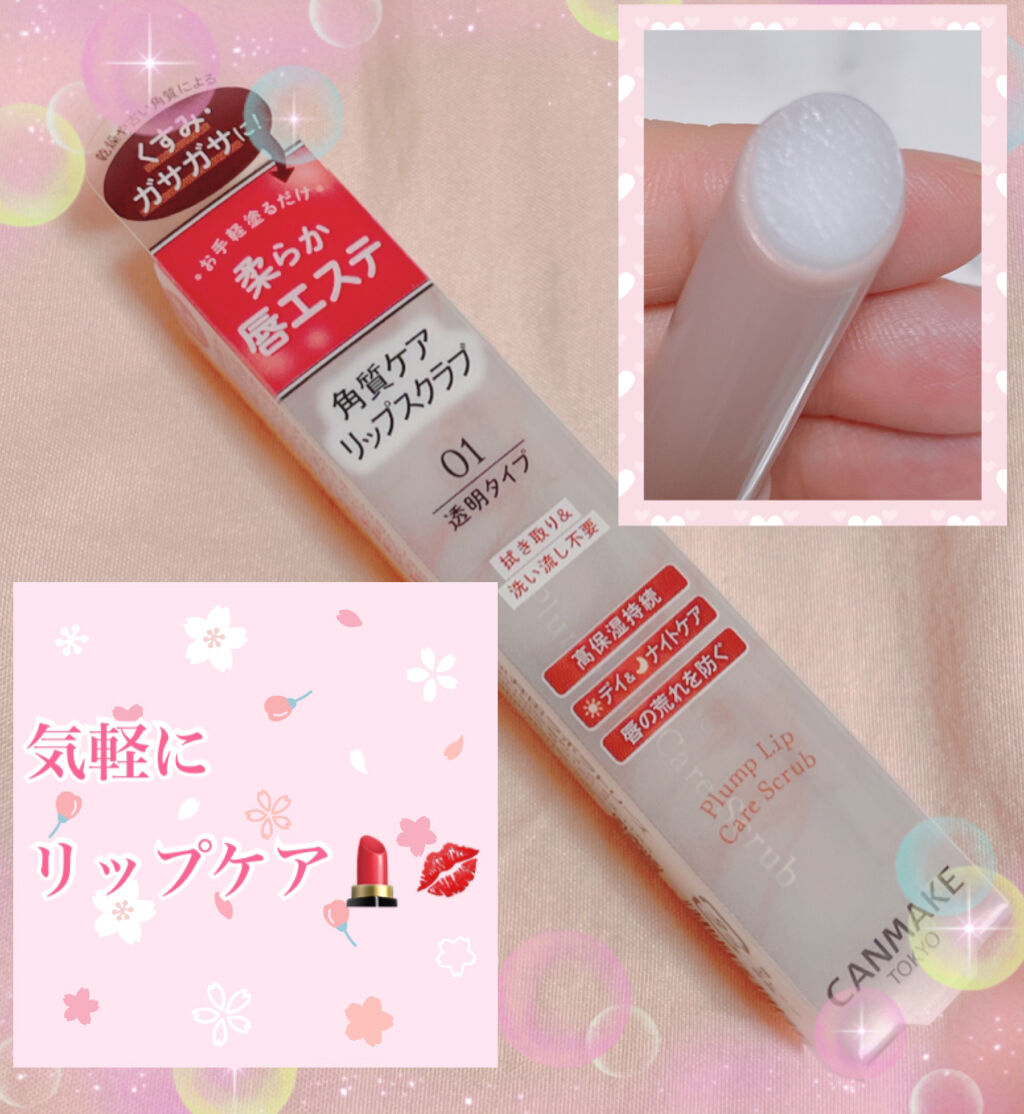 乾燥や古い角質による
くすみ・
ガサガサに!
お手軽塗るだけ
柔らか
唇エステ
角質ケア
リップスクラブ
01
透明タイプ
拭き取り&
洗い流し不要
高保湿持続
デイ&ナイトケア
唇の荒れを防ぐ
Plump Lip
Care Scrub
CANMAKE
TOKYO
気軽に
リップケア💄💋